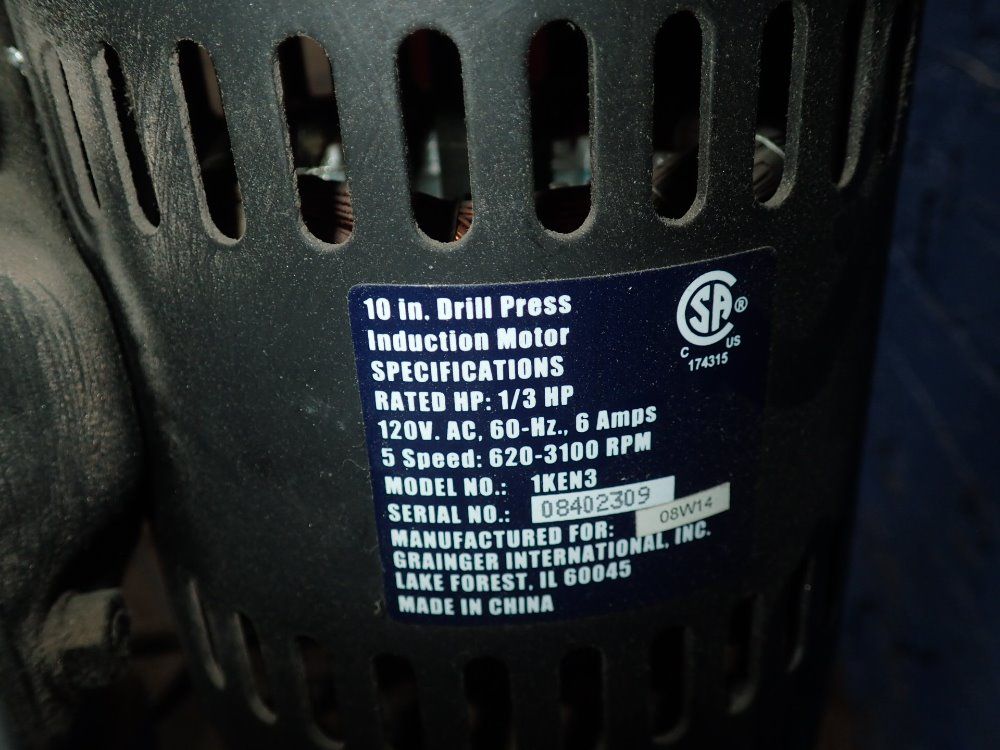 10 in. Drill Press
Induction Motor
SPECIFICATIONS
RATED HP: 1/3 HP
120V. AC, 60-Hz., 6 Amps
5 Speed: 620-3100 RPM
MODEL NO.: 1KEN3
SERIAL NO.: 08402309
08W14
MANUFACTURED FOR:
GRAINGER INTERNATIONAL, INC.
LAKE FOREST, IL 60045
MADE IN CHINA
CSA ®
C US
174315